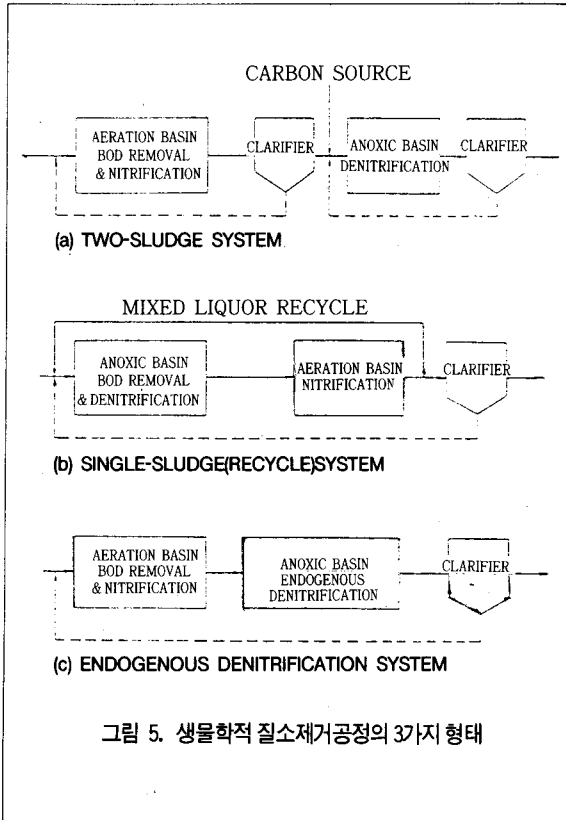 CARBON SOURCE
AERATION BASIN
BOD REMOVAL
& NITRIFICATION
CLARIFIER
ANOXIC BASIN
DENITRIFICATION
CLARIFIER
(a) TWO-SLUDGE SYSTEM
MIXED LIQUOR RECYCLE
ANOXIC BASIN
BOD REMOVAL
& DENITRIFICATION
AERATION BASIN
NITRIFICATION
CLARIFIER
(b) SINGLE-SLUDGE(RECYCLE)SYSTEM
AERATION BASIN
BOD REMOVAL
& NITRIFICATION
ANOXIC BASIN
ENDOGENOUS
DENITRIFICATION
CLARIFIER
(c) ENDOGENOUS DENITRIFICATION SYSTEM
그림 5. 생물학적 질소제거공정의 3가지 형태